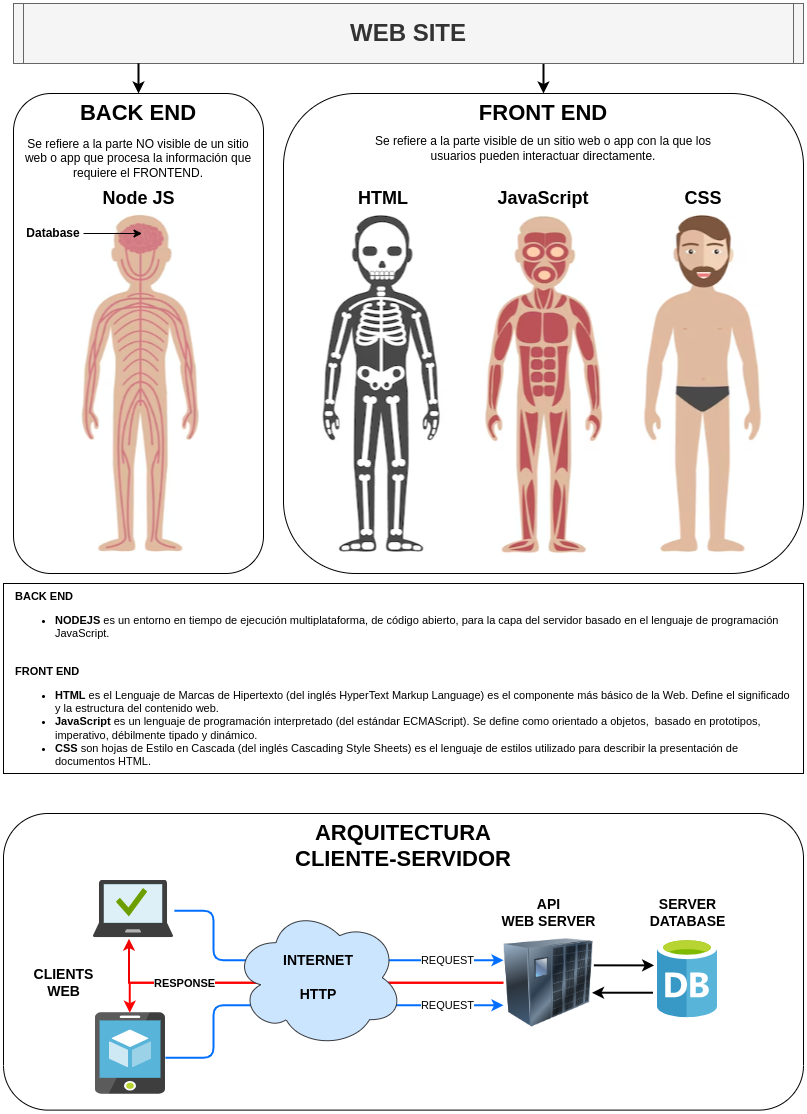 WEB SITE
BACK END
Se refiere a la parte NO visible de un sitio
web o app que procesa la información que
requiere el FRONTEND.
Node JS
Database
FRONT END
Se refiere a la parte visible de un sitio web o app con la que los
usuarios pueden interactuar directamente.
HTML
JavaScript
CSS
BACK END
• NODEJS es un entorno en tiempo de ejecución multiplataforma, de código abierto, para la capa del servidor basado en el lenguaje de programación
JavaScript.
FRONT END
• HTML es el Lenguaje de Marcas de Hipertexto (del inglés HyperText Markup Language) es el componente más básico de la Web. Define el significado
y la estructura del contenido web.
• JavaScript es un lenguaje de programación interpretado (del estándar ECMAScript). Se define como orientado a objetos,  basado en prototipos,
imperativo, débilmente tipado y dinámico.
• CSS son hojas de Estilo en Cascada (del inglés Cascading Style Sheets) es el lenguaje de estilos utilizado para describir la presentación de
documentos HTML.
ARQUITECTURA
CLIENTE-SERVIDOR
CLIENTS
WEB
RESPONSE
INTERNET
HTTP
REQUEST
REQUEST
API
WEB SERVER
SERVER
DATABASE
DB